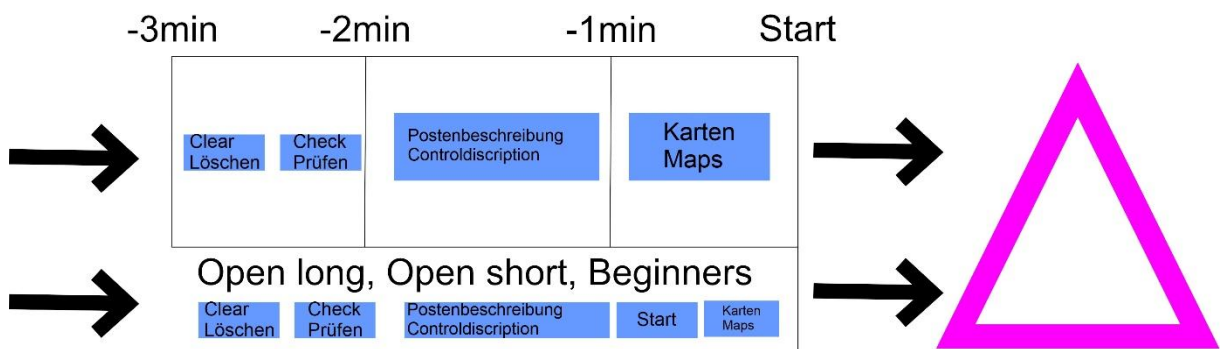 -3min -2min -1min Start
Clear
Löschen
Check
Prüfen
Postenbeschreibung
Controldiscription
Karten
Maps
Open long, Open short, Beginners
Clear
Löschen
Check
Prüfen
Postenbeschreibung
Controldiscription
Start
Karten
Maps